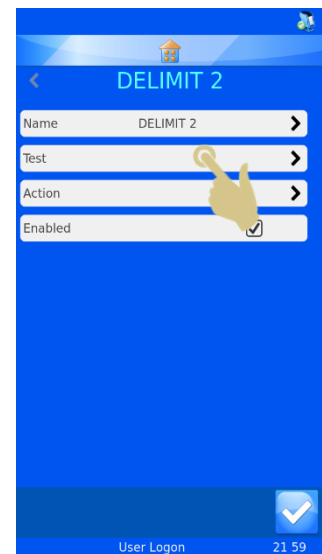 DELIMIT 2
Name DELIMIT 2
Test
Action
Enabled
User Logon 21 59